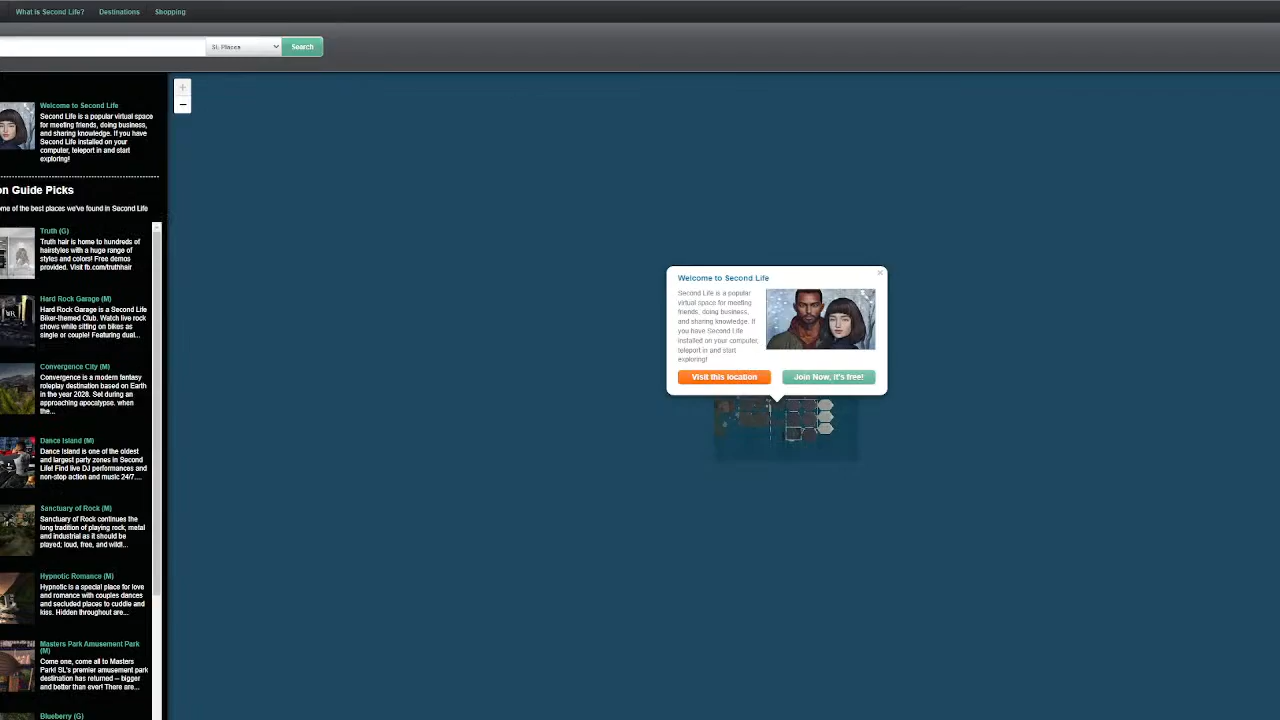 What is Second Life?
Destinations
Shopping
SL Places
Search
+
−
Welcome to Second Life
Second Life is a popular virtual space
for meeting friends, doing business,
and sharing knowledge. If you have
Second Life installed on your
computer, teleport in and start
exploring!
on Guide Picks
ome of the best places we've found in Second Life
Truth (G)
Truth hair is home to hundreds of
hairstyles with a huge range of
styles and colors! Free demos
provided. Visit fb.com/truthhair
Hard Rock Garage (M)
Hard Rock Garage is a Second Life
Biker-themed Club. Watch live rock
shows while sitting on bikes as
single or couple! Featuring dual...
Convergence City (M)
Convergence is a modern fantasy
roleplay destination based on Earth
in the year 2028. Set during an
approaching apocalypse. when
the...
Dance Island (M)
Dance Island is one of the oldest
and largest party zones in Second
Life! Find live DJ performances and
non-stop action and music 24/7....
Sanctuary of Rock (M)
Sanctuary of Rock continues the
long tradition of playing rock, metal
and industrial as it should be
played; loud, free, and wild!...
Hypnotic Romance (M)
Hypnotic is a special place for love
and romance with couples dances
and secluded places to cuddle and
kiss. Hidden throughout are...
Masters Park Amusement Park
(M)
Come one, come all to Masters
Park! SL's premier amusement park
destination has returned – bigger
and better than ever! There are...
Blueberry (G)
Welcome to Second Life
Second Life is a popular
virtual space for meeting
friends, doing business,
and sharing knowledge. If
you have Second Life
installed on your computer,
teleport in and start
exploring!
Visit this location
Join Now, it's free!